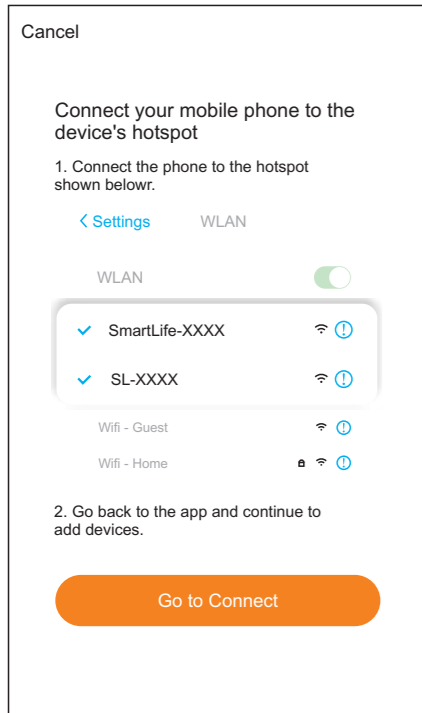 Cancel
Connect your mobile phone to the
device's hotspot
1. Connect the phone to the hotspot
shown belowr.
Settings WLAN
WLAN
SmartLife-XXXX
SL-XXXX
Wifi - Guest
Wifi - Home
2. Go back to the app and continue to
add devices.
Go to Connect